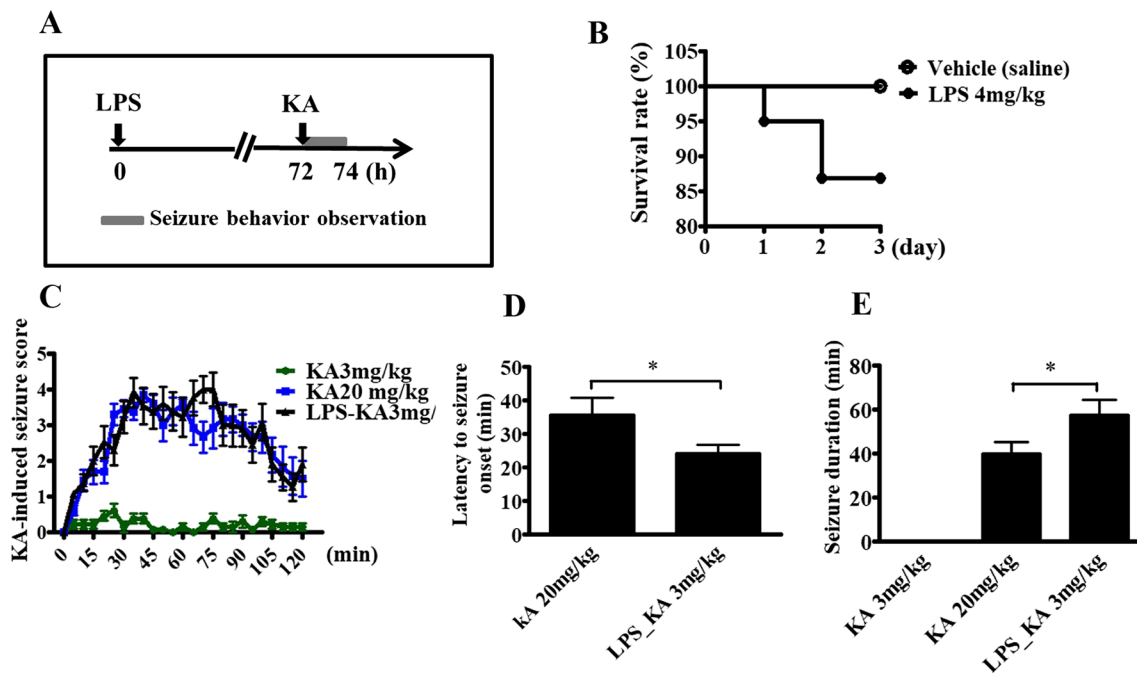 A
LPS
KA
0
72
74 (h)
Seizure behavior observation
B
Survival rate (%)
105
100
95
90
85
80
0
1
2
3
(day)
Vehicle (saline)
LPS 4mg/kg
C
KA-induced seizure score
5
4
3
2
1
0
0
15
30
45
60
75
90
105
120
(min)
KA3mg/kg
KA20 mg/kg
LPS-KA3mg/
D
Latency to seizure
onset (min)
50
40
30
20
10
0
*
kA 20mg/kg
LPS_KA 3mg/kg
E
Seizure duration (min)
80
60
40
20
0
*
KA 3mg/kg
KA 20mg/kg
LPS_KA 3mg/kg